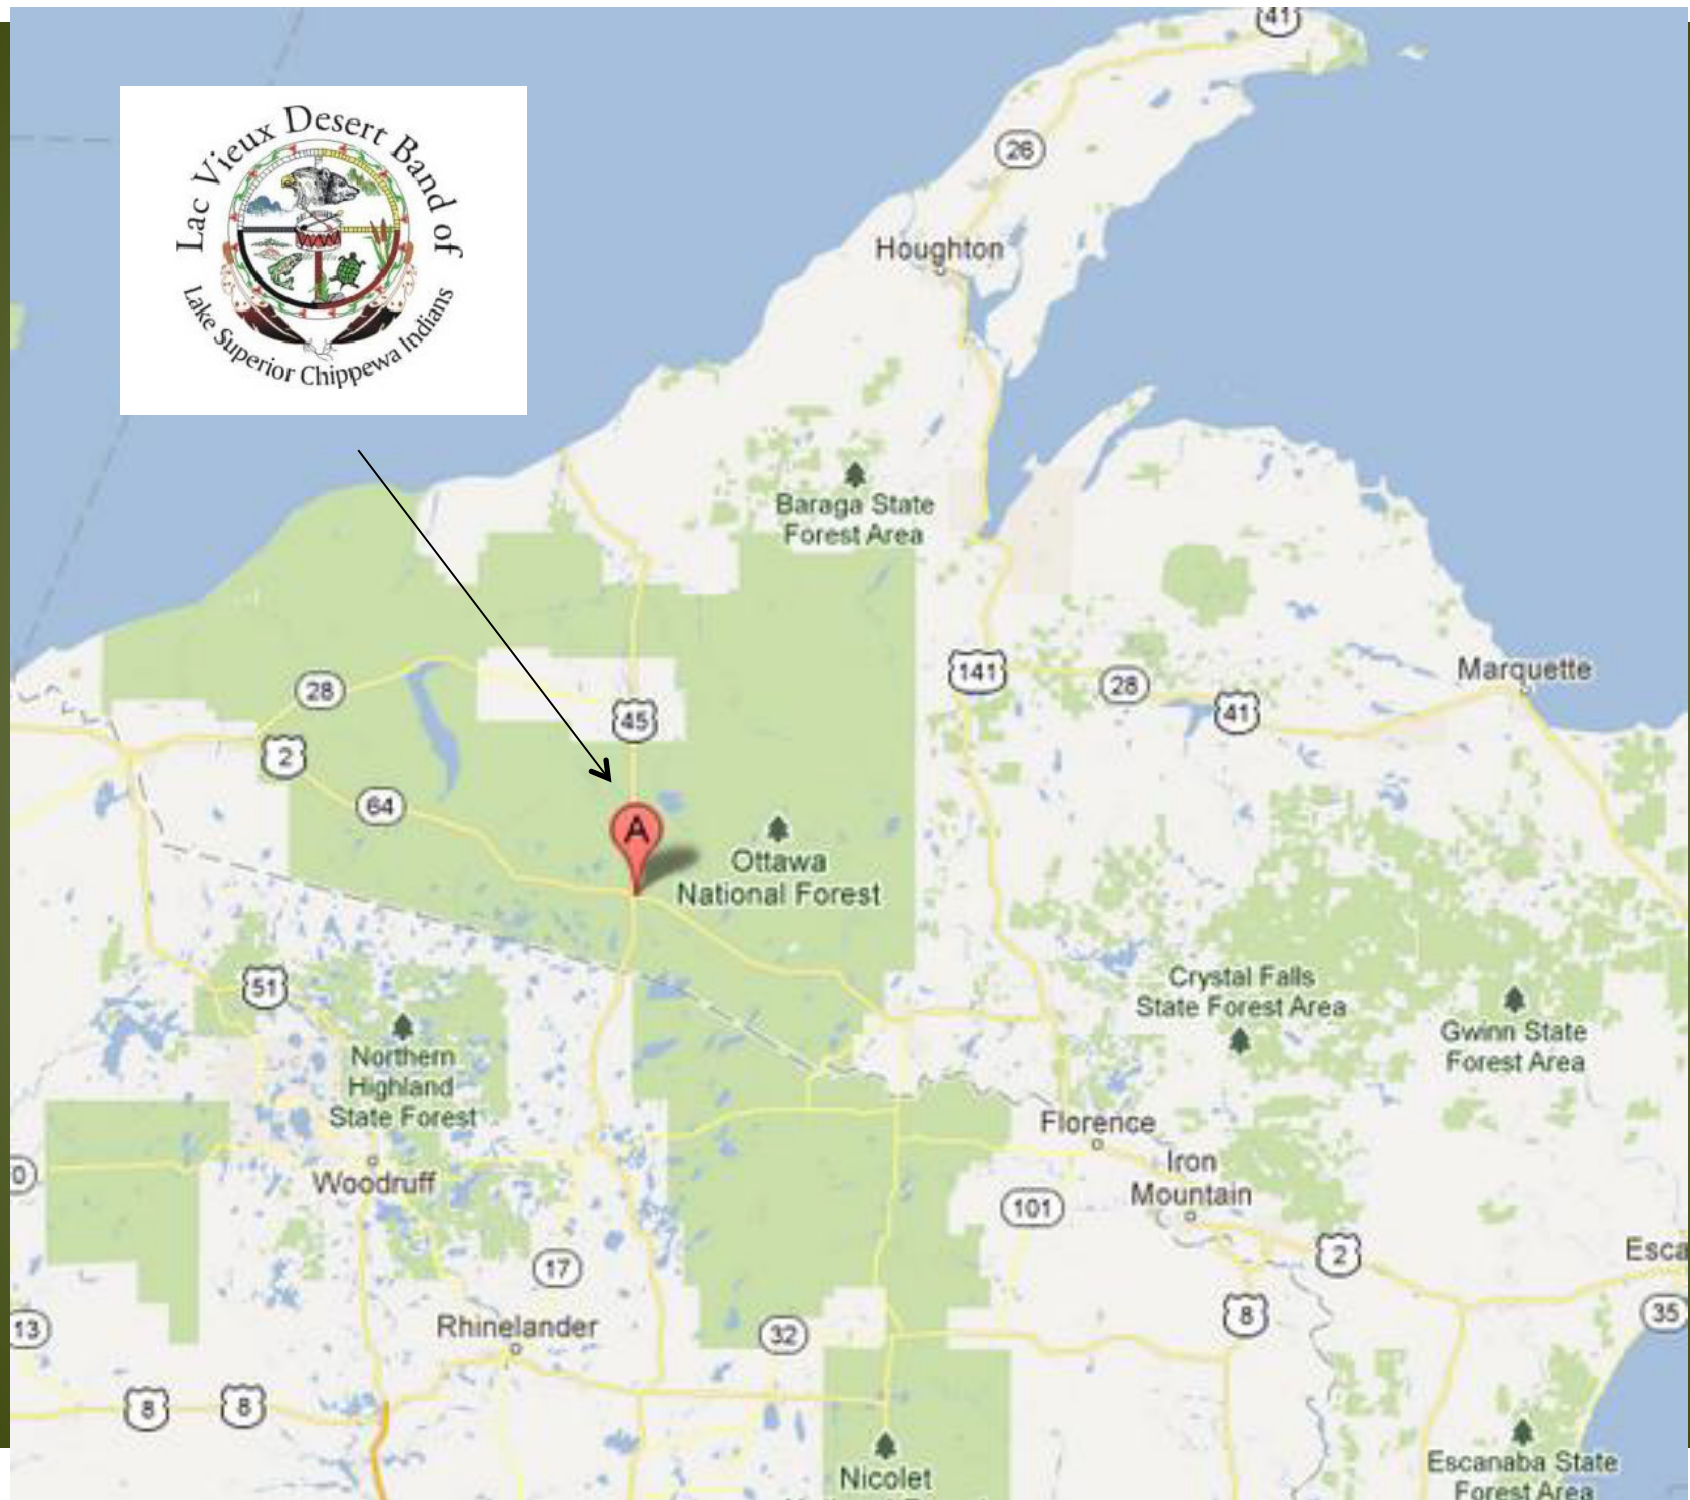 41
Lac Vieux Desert Band of
Lake Superior Chippewa Indians
26
Houghton
Baraga State
Forest Area
141
28
Marquette
28
41
45
2
64
A
Ottawa
National Forest
51
Crystal Falls
State Forest Area
Gwinn State
Forest Area
Northern
Highland
State Forest
Florence
Iron
Mountain
0
Woodruff
101
2
Esca
17
8
35
13
Rhinelander
32
8
8
Nicolet
Escanaba State
Forest Area